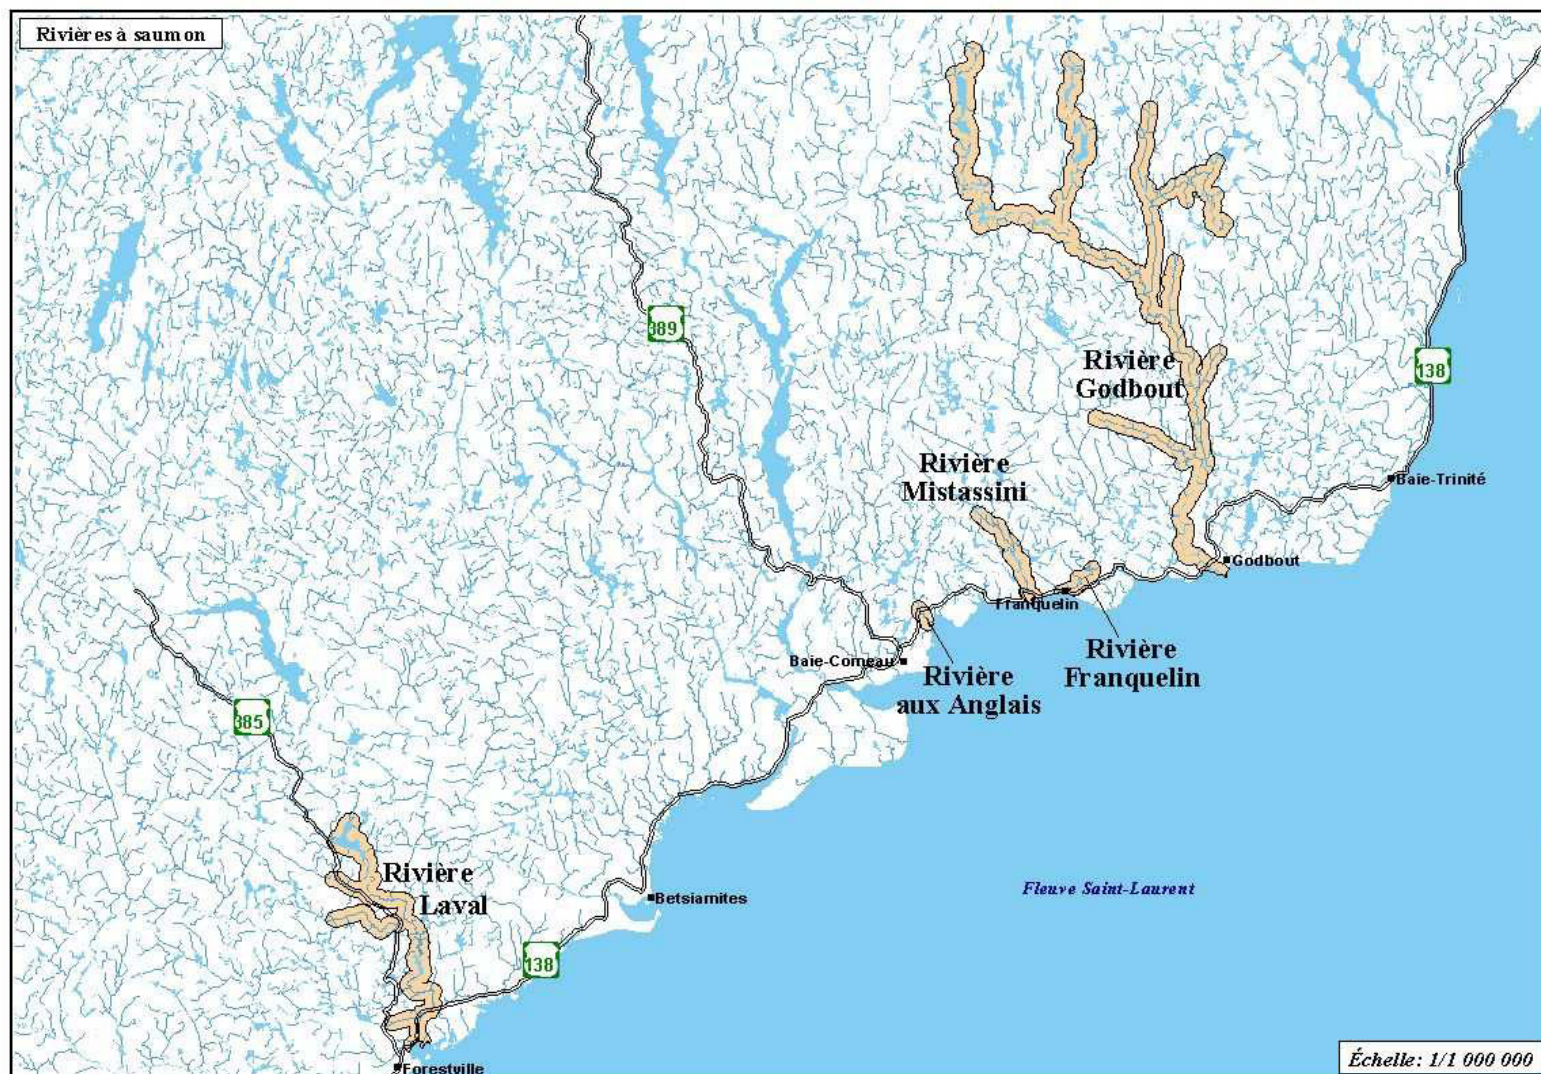 Rivières à saumon
389
138
Rivière
Godbout
Rivière
Mistassini
Baie-Trinité
Godbout
Franquelin
Rivière
Franquelin
Baie-Comeau
Rivière
aux Anglais
385
Rivière
Laval
Betsiamites
Fleuve Saint-Laurent
138
Forestville
Échelle: 1/1 000 000